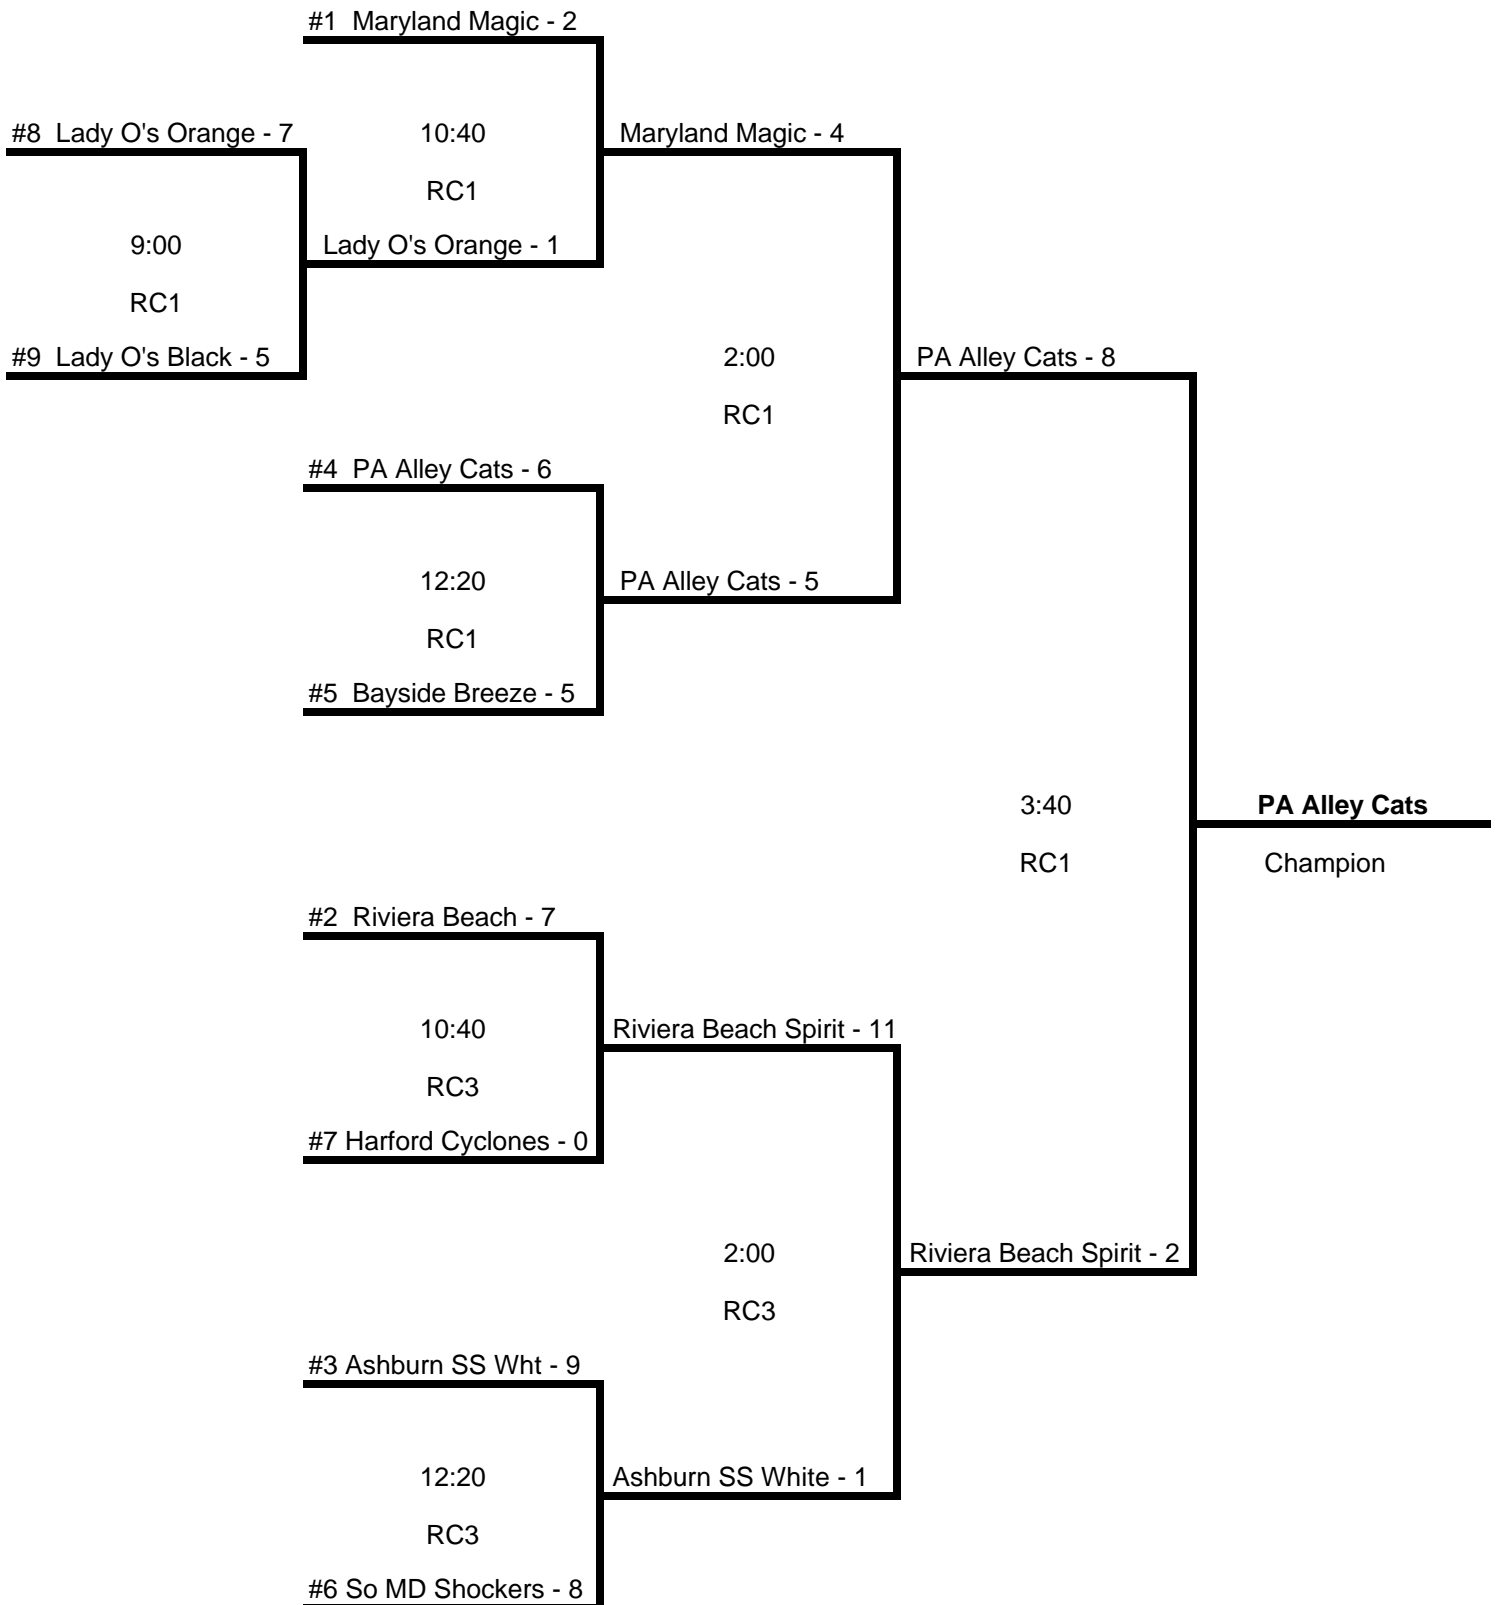 #1  Maryland Magic - 2
#8  Lady O's Orange - 7
10:40
Maryland Magic - 4
RC1
9:00
Lady O's Orange - 1
RC1
#9  Lady O's Black - 5
2:00
PA Alley Cats - 8
RC1
#4  PA Alley Cats - 6
12:20
PA Alley Cats - 5
RC1
#5  Bayside Breeze - 5
3:40
PA Alley Cats
RC1
Champion
#2  Riviera Beach - 7
10:40
Riviera Beach Spirit - 11
RC3
#7 Harford Cyclones - 0
2:00
Riviera Beach Spirit - 2
RC3
#3 Ashburn SS Wht - 9
12:20
Ashburn SS White - 1
RC3
#6 So MD Shockers - 8